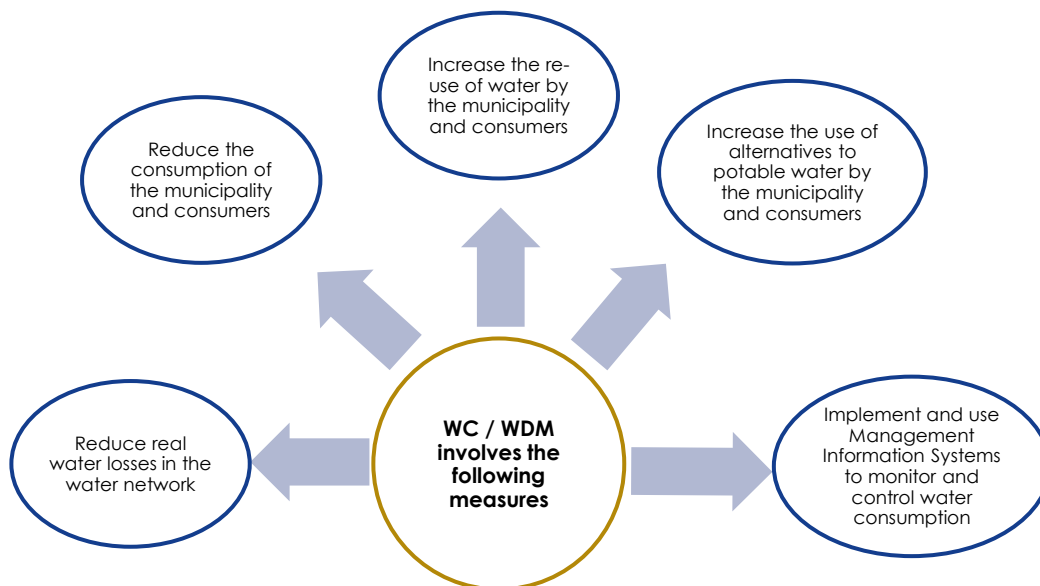 Increase the re-
use of water by
the municipality
and consumers
Reduce the
consumption of
the municipality
and consumers
Increase the use of
alternatives to
potable water by
the municipality
and consumers
Reduce real
water losses in the
water network
WC / WDM
involves the
following
measures
Implement and use
Management
Information Systems
to monitor and
control water
consumption